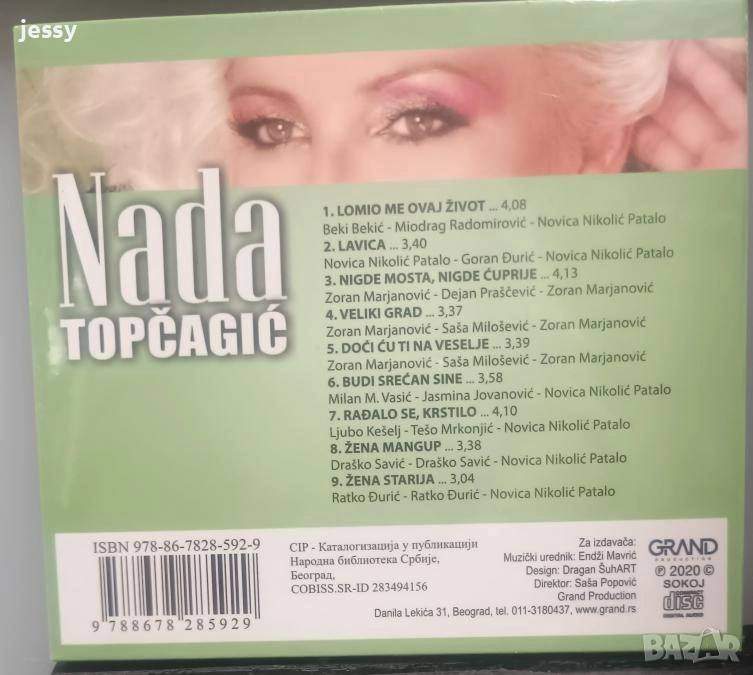 jessy
Nada
TOPČAGIĆ
1. LOMIO ME OVAJ ŽIVOT ... 4,08
Beki Bekić - Miodrag Radomirović - Novica Nikolić Patalo
2. LAVICA ... 3,40
Novica Nikolić Patalo - Goran Đurić - Novica Nikolić Patalo
3. NIGDE MOSTA, NIGDE ĆUPRIJE ... 4,13
Zoran Marjanović - Dejan Praščević - Zoran Marjanović
4. VELIKI GRAD ... 3,37
Zoran Marjanović - Saša Milošević - Zoran Marjanović
5. DOĆI ĆU TI NA VESELJE ... 3,39
Zoran Marjanović - Saša Milošević - Zoran Marjanović
6. BUDI SREĆAN SINE ... 3,58
Milan M. Vasić - Jasmina Jovanović - Novica Nikolić Patalo
7. RAĐALO SE, KRSTILO ... 4,10
Ljubo Kešelj - Tešo Mrkonjić - Novica Nikolić Patalo
8. ŽENA MANGUP ... 3,38
Draško Savić - Draško Savić - Novica Nikolić Patalo
9. ŽENA STARIJA ... 3,04
Ratko Đurić - Ratko Đurić - Novica Nikolić Patalo
ISBN 978-86-7828-592-9
9 788678 285929
CIP - Каталогизација у публикацији
Народна библиотека Србије,
Београд,
COBISS.SR-ID 283494156
Za izdavača:
Muzički urednik: Endži Mavrić
Design: Dragan ŠuhART
Direktor: Saša Popović
Grand Production
Danila Lekića 31, Beograd, tel. 011-3180437, www.grand.rs
GRAND
PRODUCTION
℗ 2020 ©
SOKOJ
COMPACT
disc
DIGITAL AUDIO
BAZAR